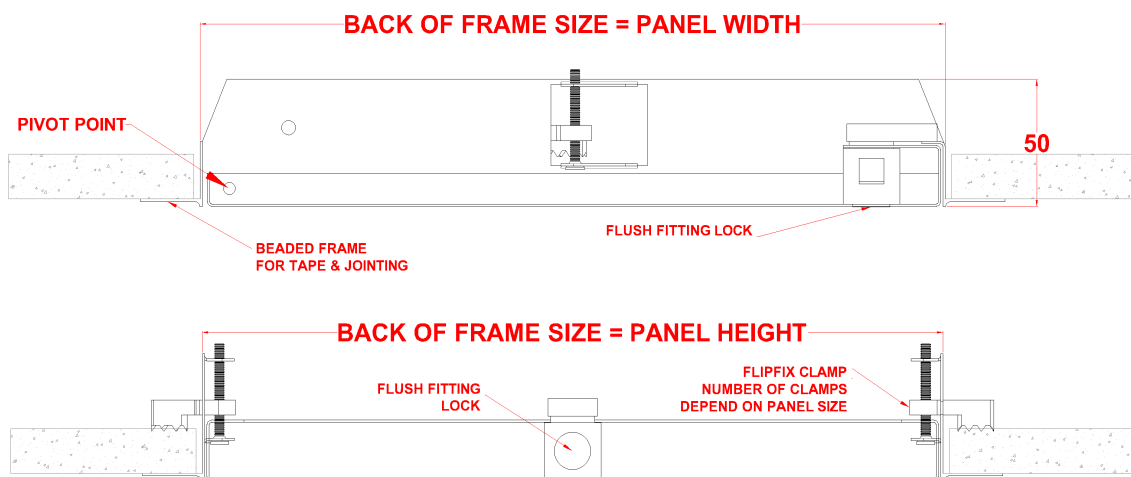 BACK OF FRAME SIZE = PANEL WIDTH
PIVOT POINT
50
FLUSH FITTING LOCK
BEADED FRAME
FOR TAPE & JOINTING
BACK OF FRAME SIZE = PANEL HEIGHT
FLUSH FITTING
LOCK
FLIPFIX CLAMP
NUMBER OF CLAMPS
DEPEND ON PANEL SIZE